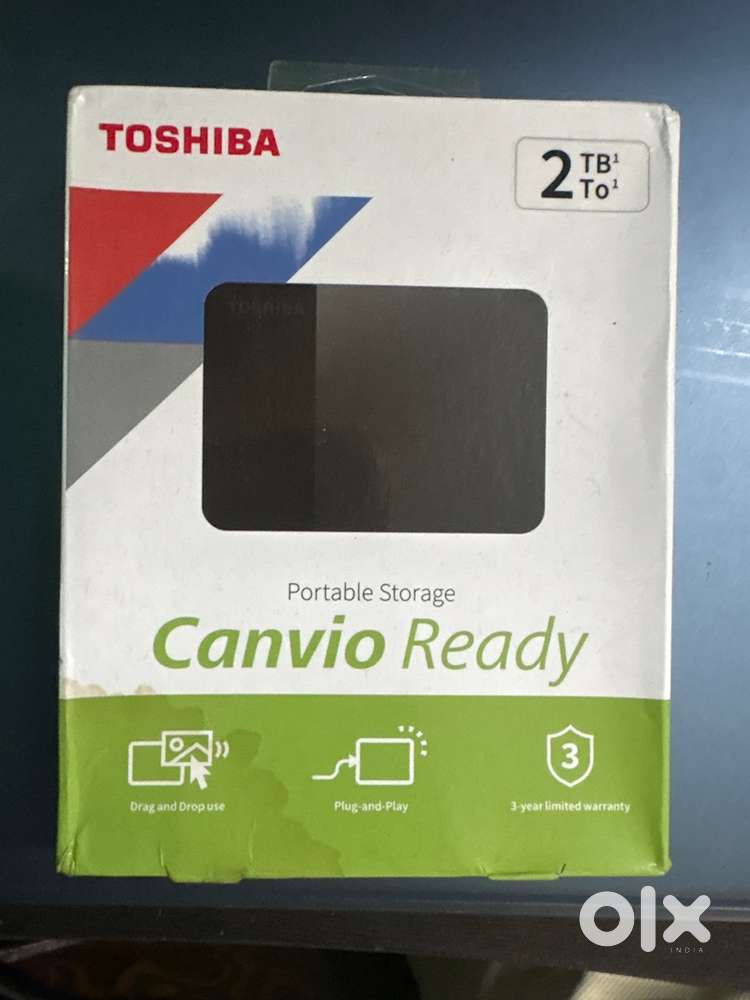 TOSHIBA
2 TB¹
To¹
TOSHIBA
Portable Storage
Canvio Ready
3
Drag and Drop use
Plug-and-Play
3-year limited warranty
olx
INDIA